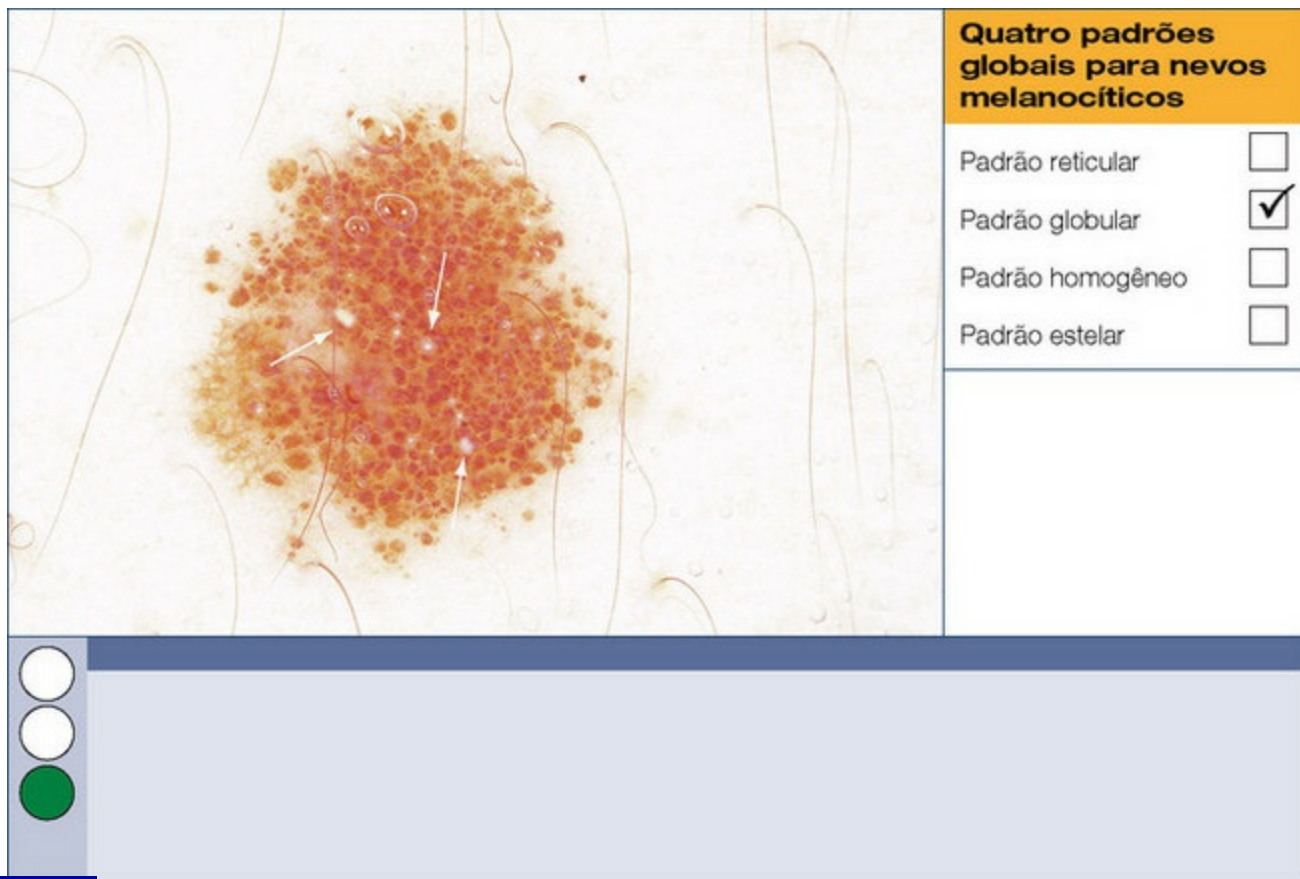 Quatro padrões
globais para nevos
melanocíticos
Padrão reticular
Padrão globular
Padrão homogêneo
Padrão estelar